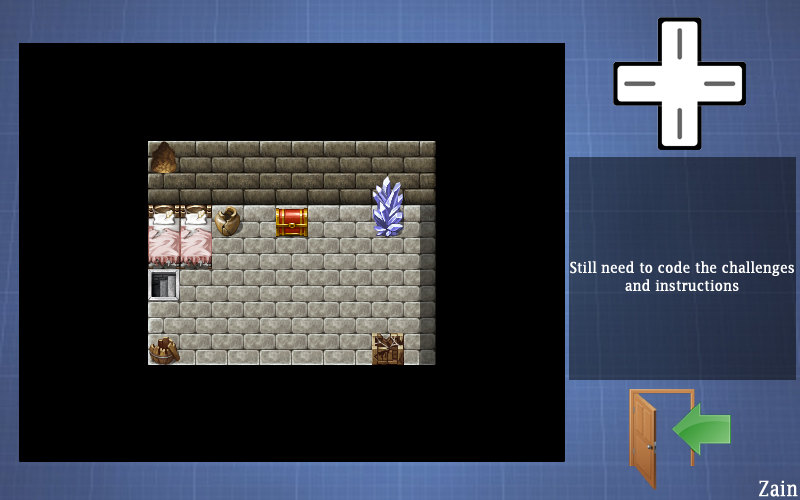 Still need to code the challenges
and instructions
Zain